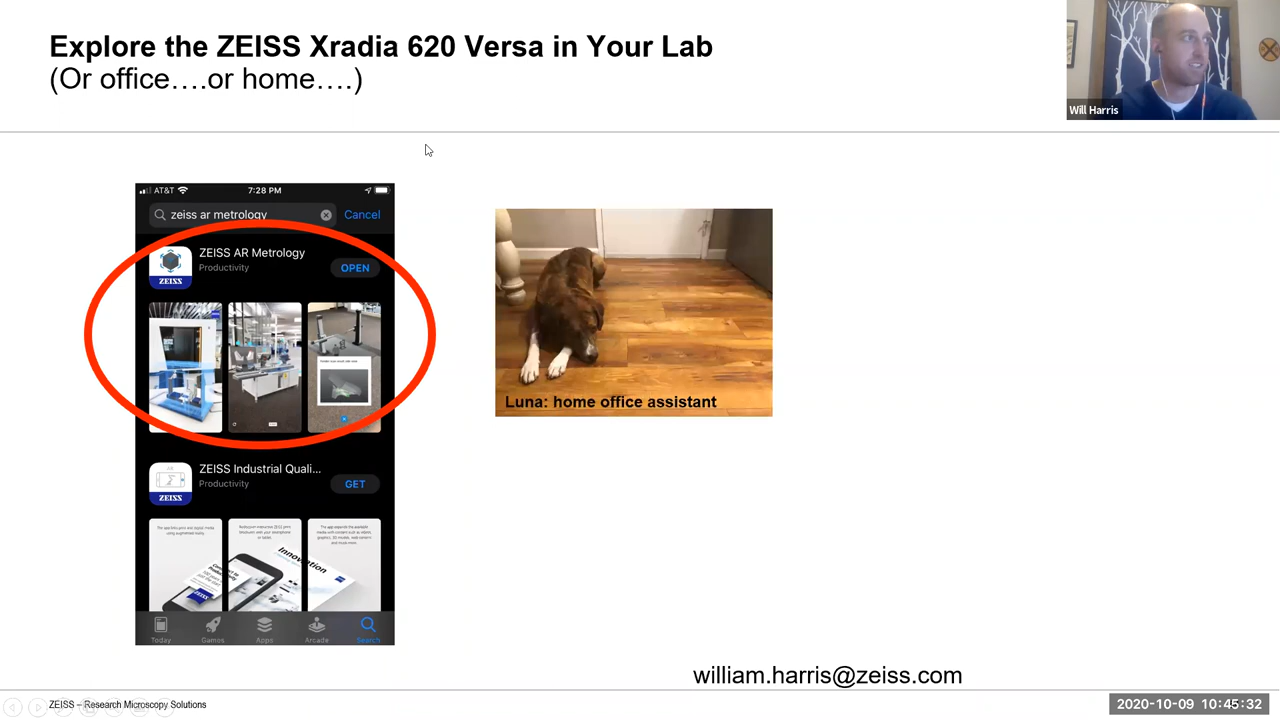 Explore the ZEISS Xradia 620 Versa in Your Lab
(Or office….or home….)
Will Harris
AT&T
7:28 PM
zeiss ar metrology
Cancel
ZEISS AR Metrology
Productivity
OPEN
ZEISS
Luna: home office assistant
ZEISS Industrial Quali...
Productivity
GET
ZEISS
Innovation
Today
Games
Apps
Arcade
Search
william.harris@zeiss.com
ZEISS – Research Microscopy Solutions
2020-10-09 10:45:32